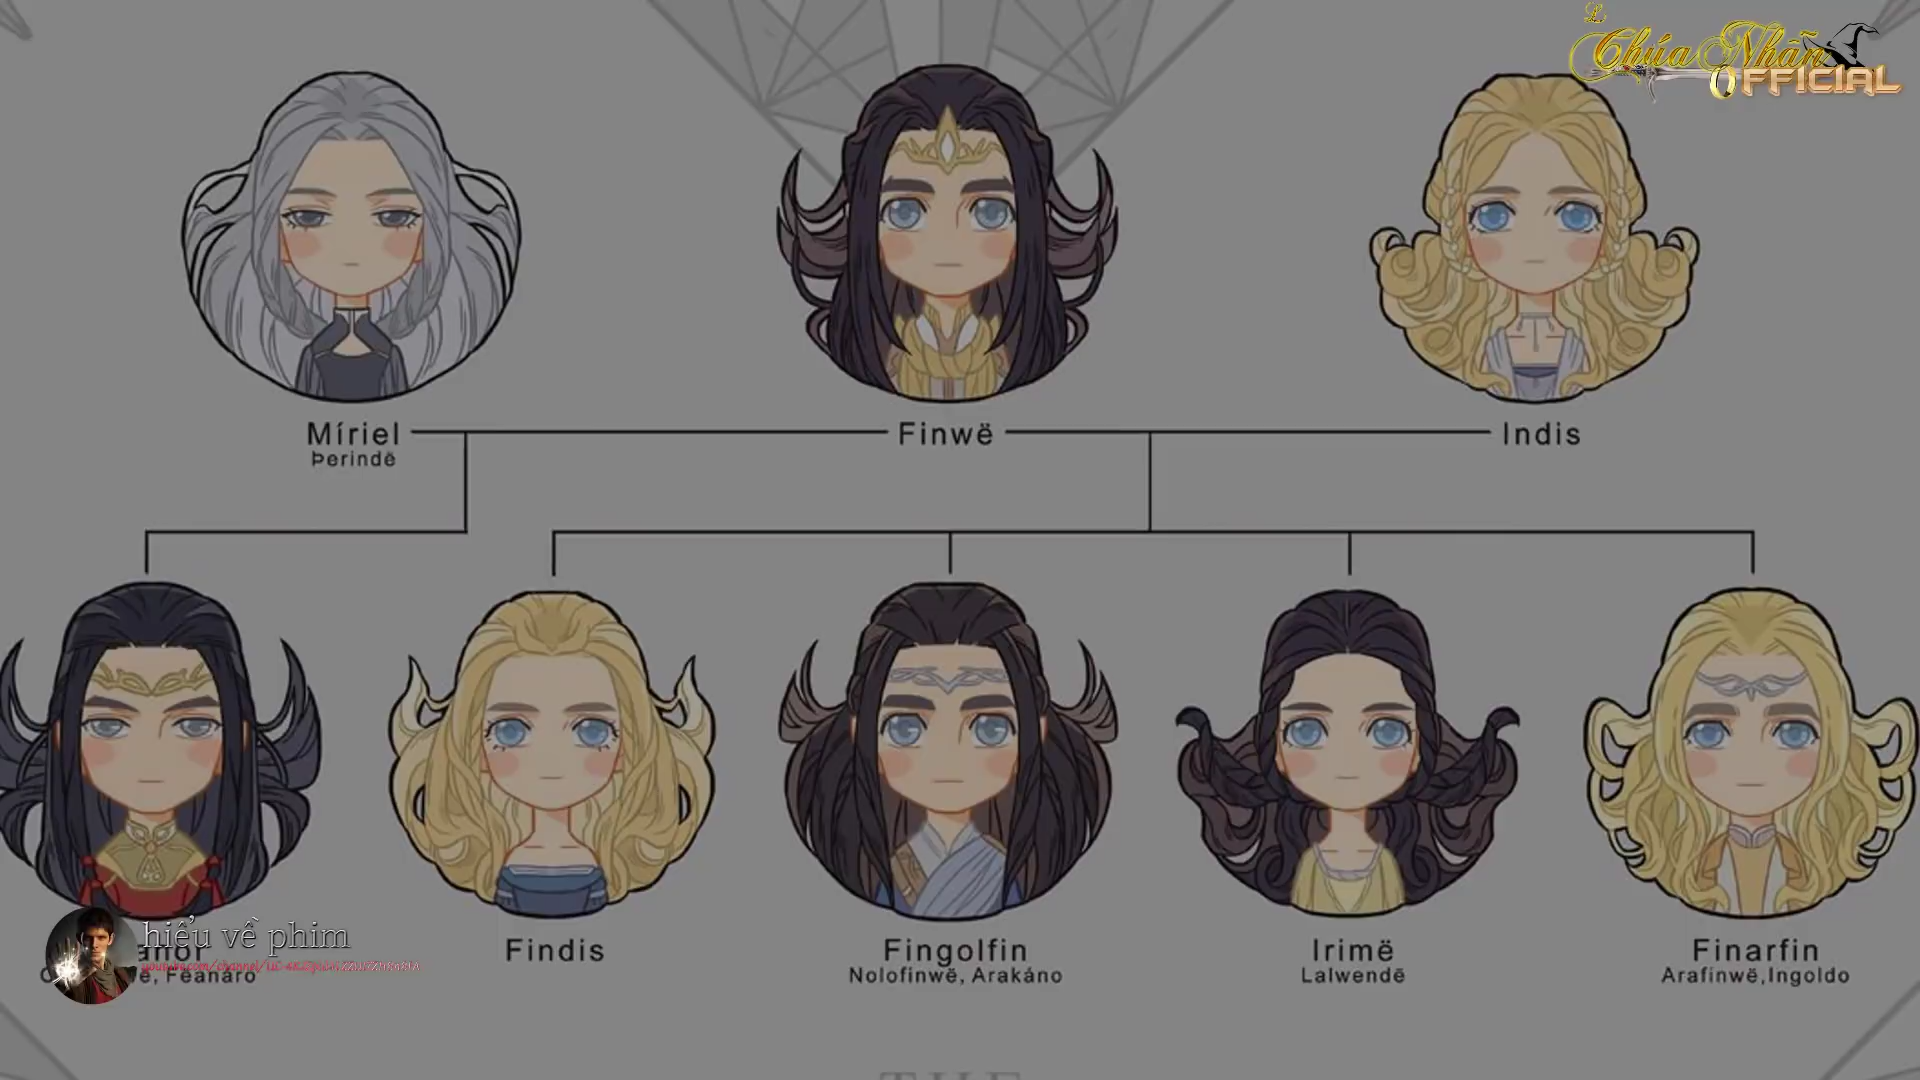 Chúa Nhẫn
OFFICIAL
Míriel
Þerindë
Finwë
Indis
hiểu về phim
Findis
Fingolfin
Nolofinwë, Arakáno
Irimë
Lalwendë
Finarfin
Arafinwë,Ingoldo
Fëanáro